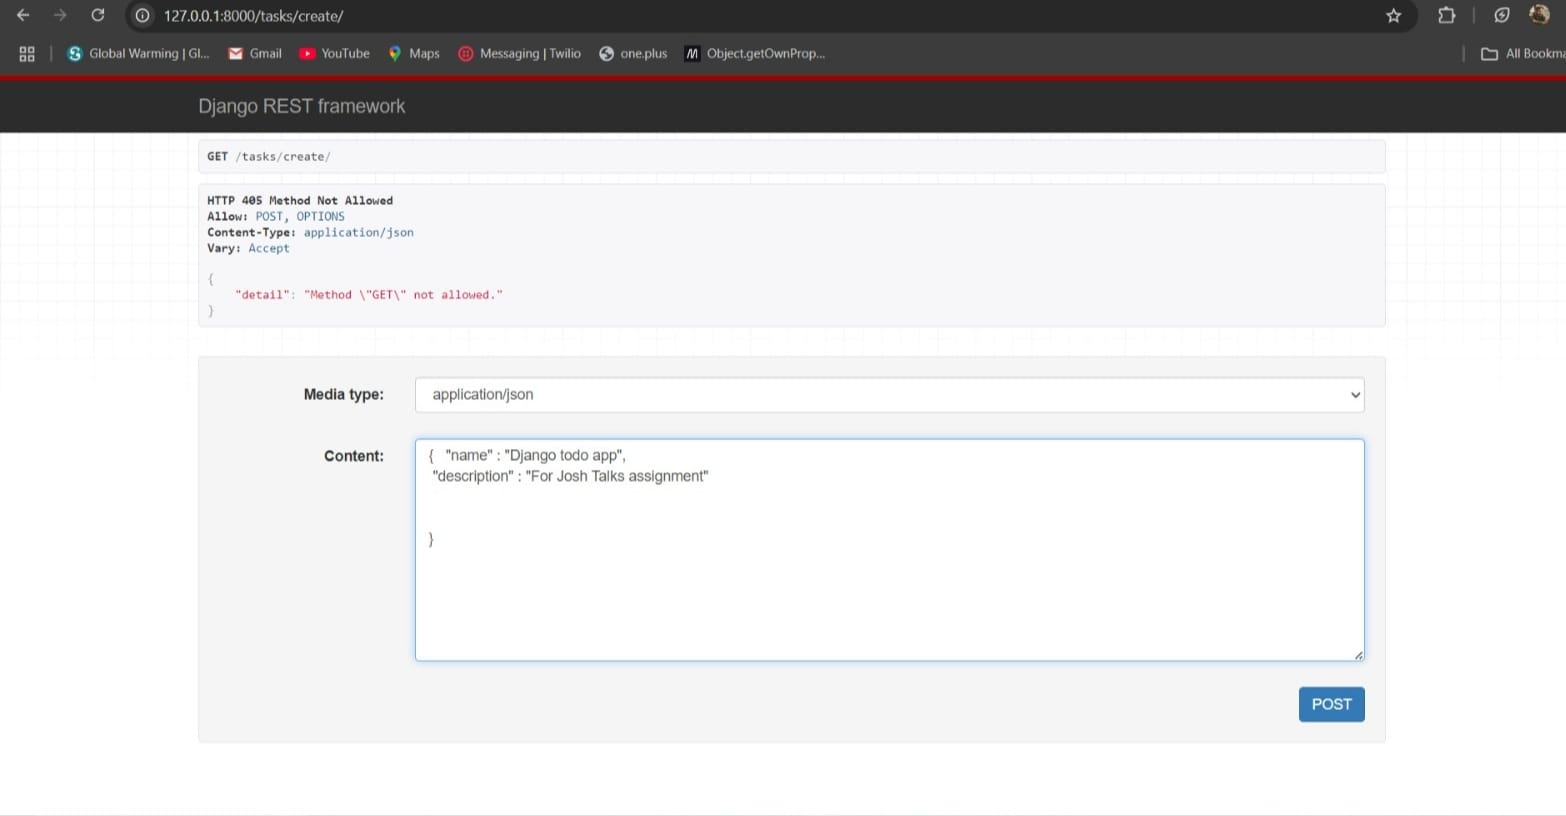 127.0.0.1:8000/tasks/create/
Global Warming | Gl... Gmail YouTube Maps Messaging | Twilio one.plus Object.getOwnProp... All Bookma
Django REST framework
GET /tasks/create/
HTTP 405 Method Not Allowed
Allow: POST, OPTIONS
Content-Type: application/json
Vary: Accept
{
"detail": "Method \"GET\" not allowed."
}
Media type: application/json
Content: { "name" : "Django todo app",
"description" : "For Josh Talks assignment"
}
POST